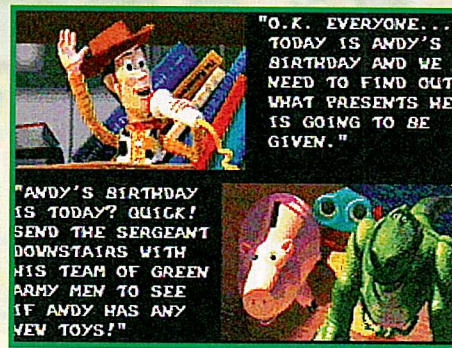 "O.K. EVERYONE...
TODAY IS ANDY'S
BIRTHDAY AND WE
NEED TO FIND OUT
WHAT PRESENTS HE
IS GOING TO BE
GIVEN."
"ANDY'S BIRTHDAY
IS TODAY? QUICK!
SEND THE SERGEANT
DOWNSTAIRS WITH
HIS TEAM OF GREEN
ARMY MEN TO SEE
IF ANDY HAS ANY
NEW TOYS!"